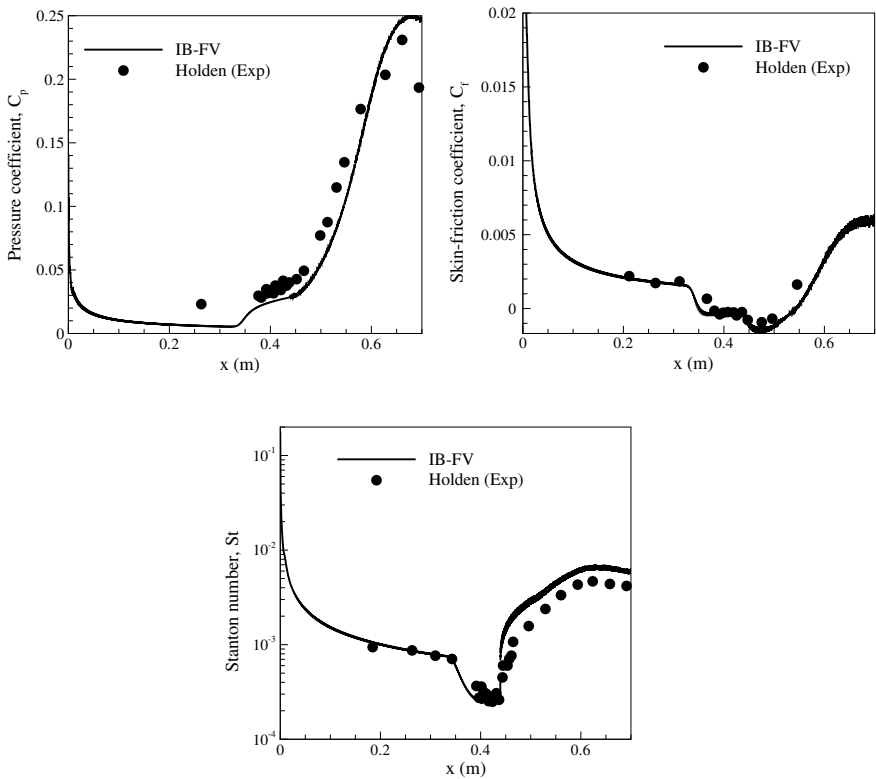 0.25
0.2
0.15
0.1
0.05
0
0 0.2 0.4 0.6
x (m)
Pressure coefficient, Cp
IB-FV
Holden (Exp)
0.02
0.015
0.01
0.005
0
0 0.2 0.4 0.6
x (m)
Skin-friction coefficient, Cf
IB-FV
Holden (Exp)
10-1
10-2
10-3
10-4
0 0.2 0.4 0.6
x (m)
Stanton number, St
IB-FV
Holden (Exp)